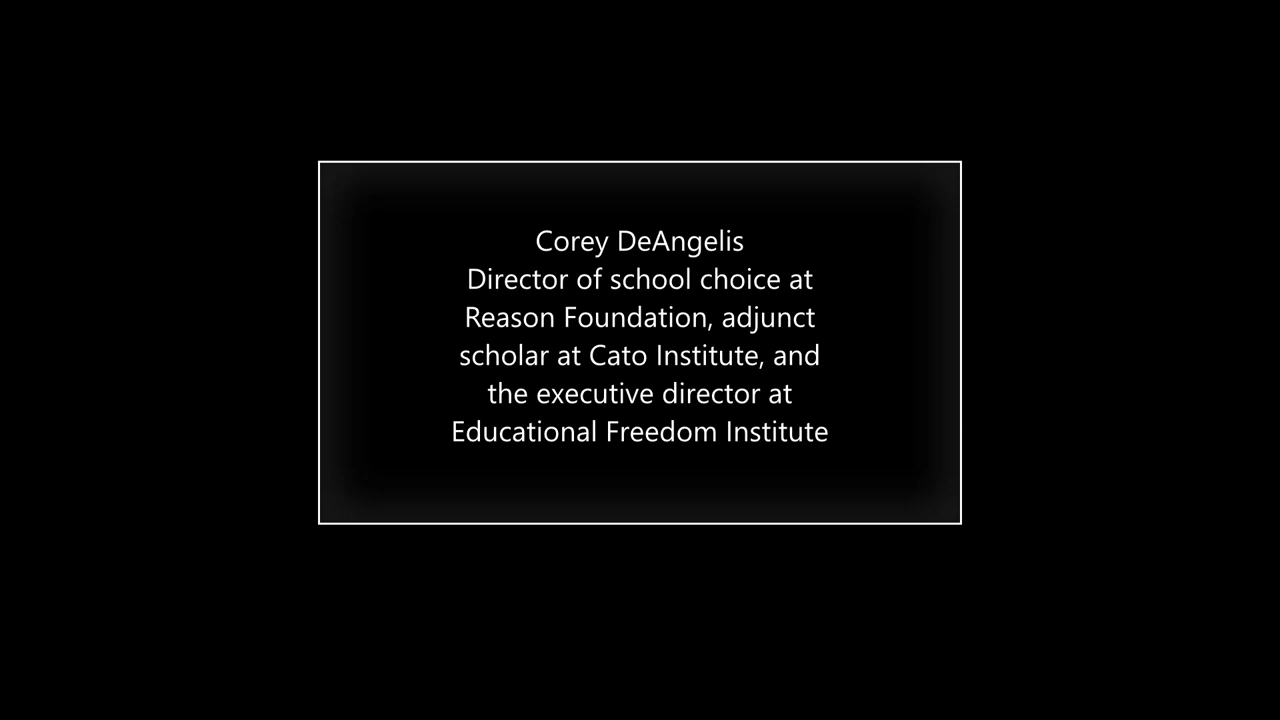 Corey DeAngelis
Director of school choice at
Reason Foundation, adjunct
scholar at Cato Institute, and
the executive director at
Educational Freedom Institute